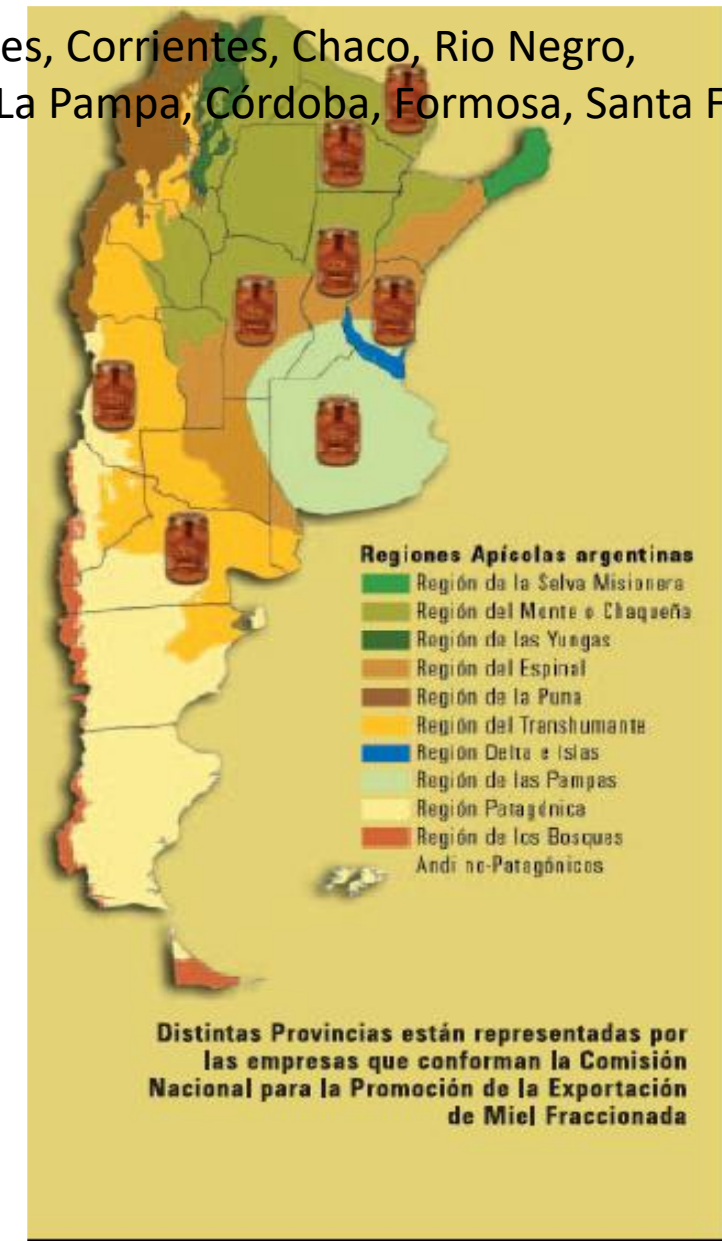 es, Corrientes, Chaco, Rio Negro,
La Pampa, Córdoba, Formosa, Santa F
Regiones Apícolas argentinas
Región de la Selva Misionera
Región del Monte o Chaqueña
Región de las Yungas
Región del Espinal
Región de la Puna
Región del Transhumante
Región Delta e Islas
Región de las Pampas
Región Patagónica
Región de los Bosques
Andino-Patagónicos
Distintas Provincias están representadas por
las empresas que conforman la Comisión
Nacional para la Promoción de la Exportación
de Miel Fraccionada